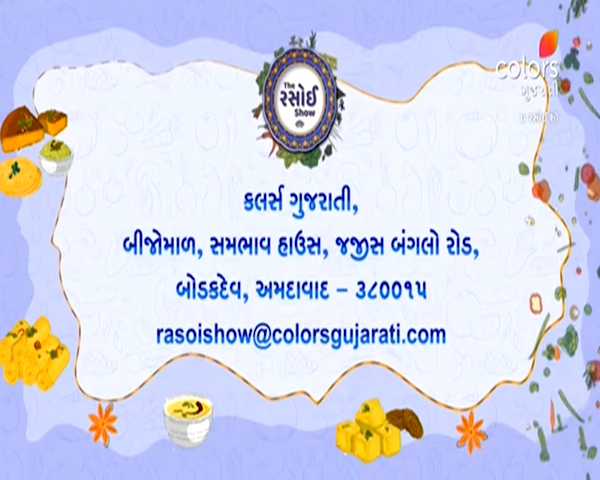 The
રસોઈ
Show
colors
ગુજરાતી
કલર્સ ગુજરાતી,
બીજોમાળ, સમભાવ હાઉસ, જજીસ બંગલો રોડ,
બોડકદેવ, અમદાવાદ – ૩૮૦૦૧૫
rasoishow@colorsgujarati.com